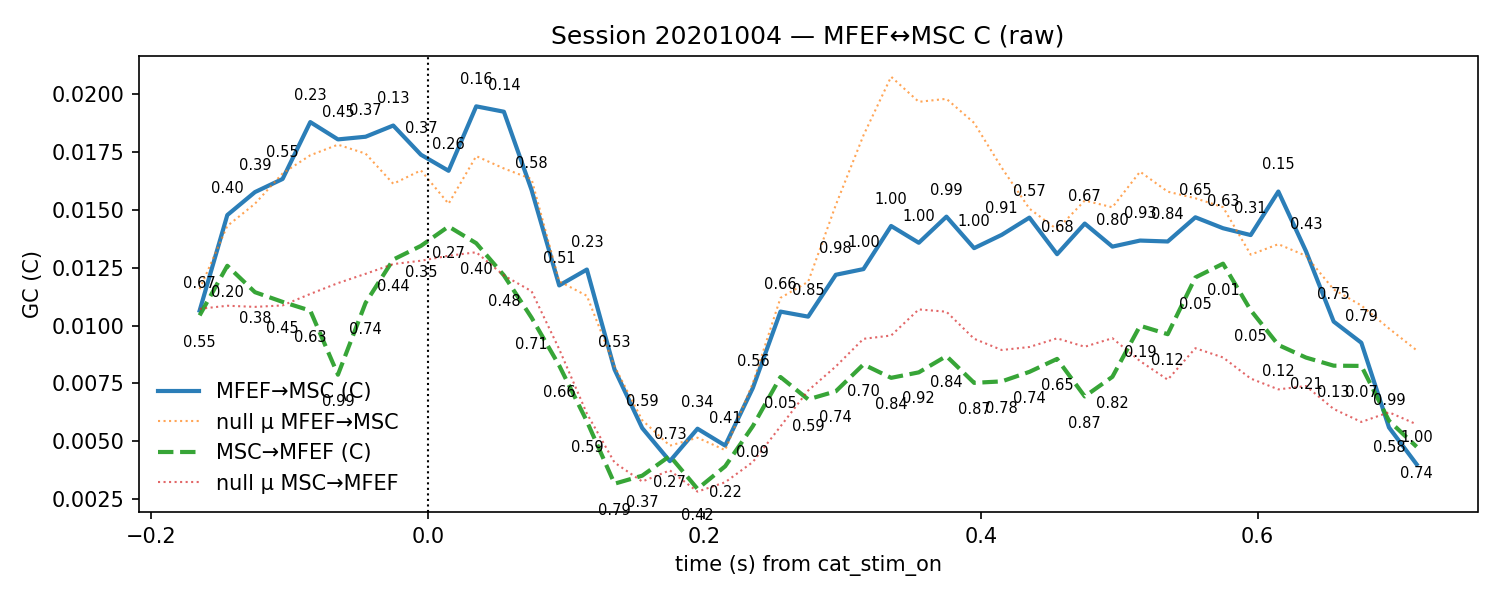 Session 20201004 — MFEF↔MSC C (raw)
GC (C)
0.0200
0.0175
0.0150
0.0125
0.0100
0.0075
0.0050
0.0025
0.67 0.40 0.39 0.55 0.23 0.45 0.37 0.13 0.37 0.26 0.16 0.14 0.58 0.51 0.23 0.53 0.59 0.73 0.34 0.41 0.56 0.66 0.85 0.98 1.00 1.00 1.00 0.99 1.00 0.91 0.57 0.68 0.67 0.80 0.93 0.84 0.65 0.63 0.31 0.15 0.43 0.75 0.79 0.99 1.00
0.55 0.20 0.38 0.45 0.63 0.99 0.74 0.44 0.35 0.27 0.40 0.48 0.71 0.66 0.59 0.79 0.37 0.27 0.42 0.22 0.09 0.05 0.59 0.74 0.70 0.84 0.92 0.84 0.87 0.78 0.74 0.65 0.87 0.82 0.19 0.12 0.05 0.01 0.05 0.12 0.21 0.13 0.07 0.58 0.74
MFEF→MSC (C)
null μ MFEF→MSC
MSC→MFEF (C)
null μ MSC→MFEF
−0.2 0.0 0.2 0.4 0.6
time (s) from cat_stim_on